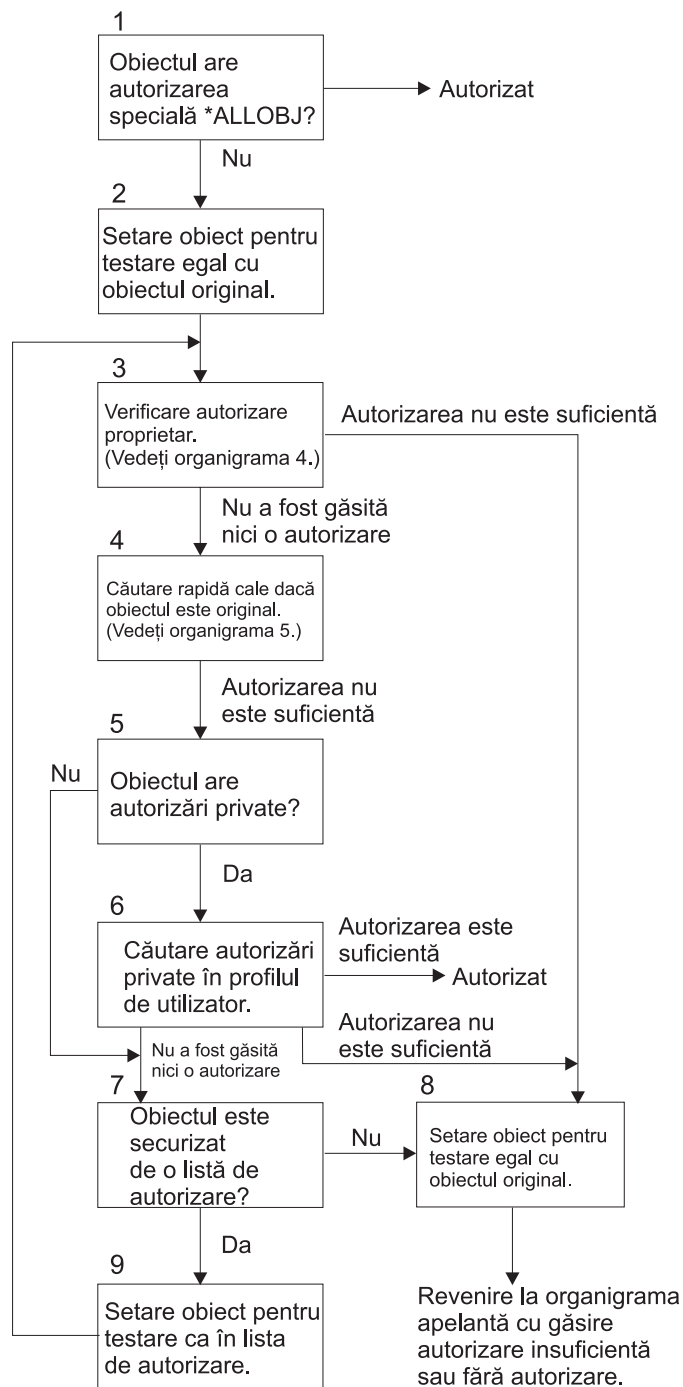 1
Obiectul are
autorizarea
specială *ALLOBJ?
Autorizat
Nu
2
Setare obiect pentru
testare egal cu
obiectul original.
3
Verificare autorizare
proprietar.
(Vedeți organigrama 4.)
Autorizarea nu este suficientă
Nu a fost găsită
nici o autorizare
4
Căutare rapidă cale dacă
obiectul este original.
(Vedeți organigrama 5.)
Autorizarea nu
este suficientă
5
Nu
Obiectul are
autorizări private?
Da
6
Căutare autorizări
private în profilul
de utilizator.
Autorizarea este
suficientă
Autorizat
Autorizarea nu
este suficientă
Nu a fost găsită
nici o autorizare
7
Obiectul este
securizat
de o listă de
autorizare?
Nu
8
Setare obiect pentru
testare egal cu
obiectul original.
Da
9
Setare obiect pentru
testare ca în lista
de autorizare.
Revenire la organigrama
apelantă cu găsire
autorizare insuficientă
sau fără autorizare.